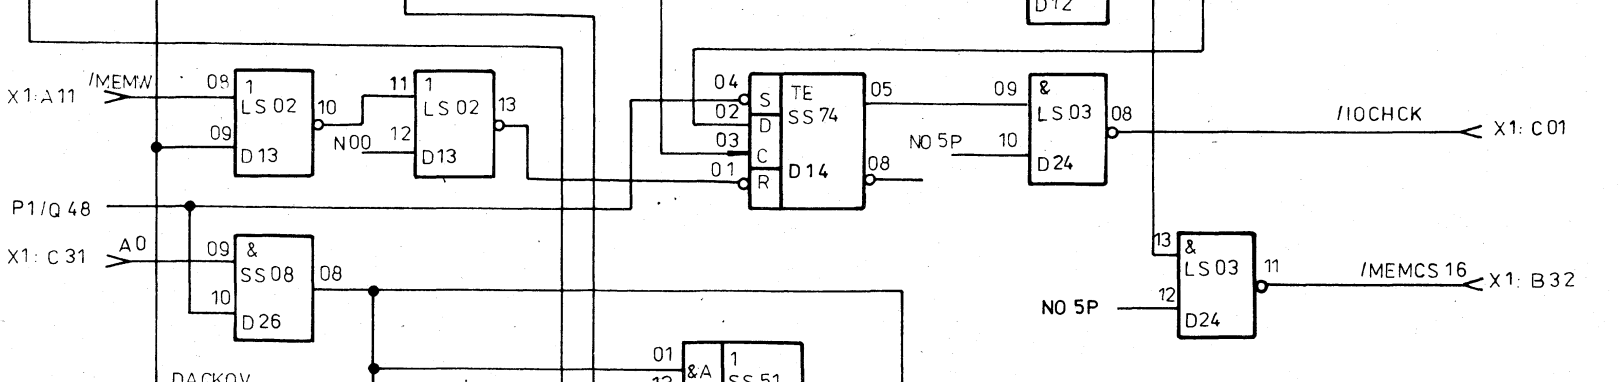 D12
/MEMW
X1:A11
08
1
LS02
10
09
D13
11
1
LS02
13
N00
12
D13
04
S
TE
05
SS74
02
D
03
C
01
R
D14
08
09
&
LS03
08
NO 5P
10
D24
/IOCHCK
X1: C01
P1/Q48
X1: C31
A0
09
&
SS08
08
10
D26
13
&
LS03
11
/MEMCS16
X1: B32
NO 5P
12
D24
01
1
&A
SS51
DACK0V